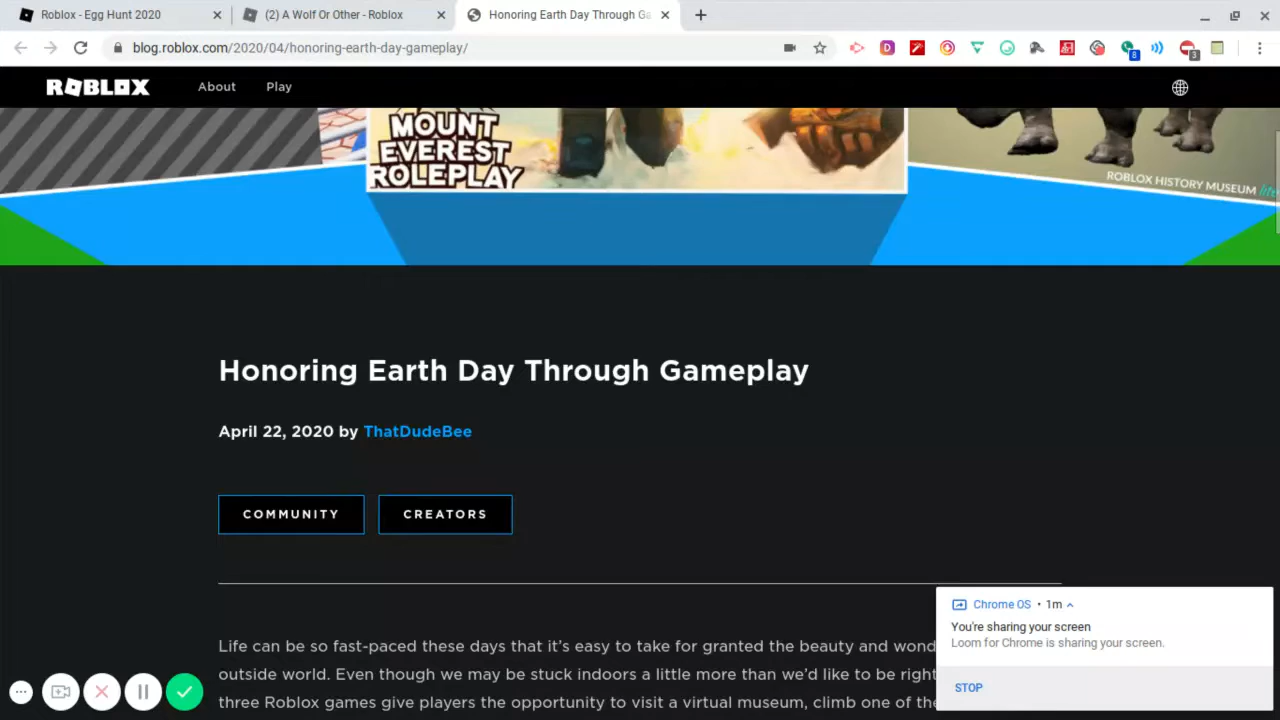 Roblox - Egg Hunt 2020
(2) A Wolf Or Other - Roblox
Honoring Earth Day Through Ga
blog.roblox.com/2020/04/honoring-earth-day-gameplay/
8
3
ROBLOX
About
Play
MOUNT
EVEREST
ROLEPLAY
ROBLOX HISTORY MUSEUM
Honoring Earth Day Through Gameplay
April 22, 2020 by ThatDudeBee
COMMUNITY
CREATORS
Life can be so fast-paced these days that it's easy to take for granted the beauty and wond
outside world. Even though we may be stuck indoors a little more than we'd like to be right
three Roblox games give players the opportunity to visit a virtual museum, climb one of the
Chrome OS • 1m
You're sharing your screen
Loom for Chrome is sharing your screen.
STOP